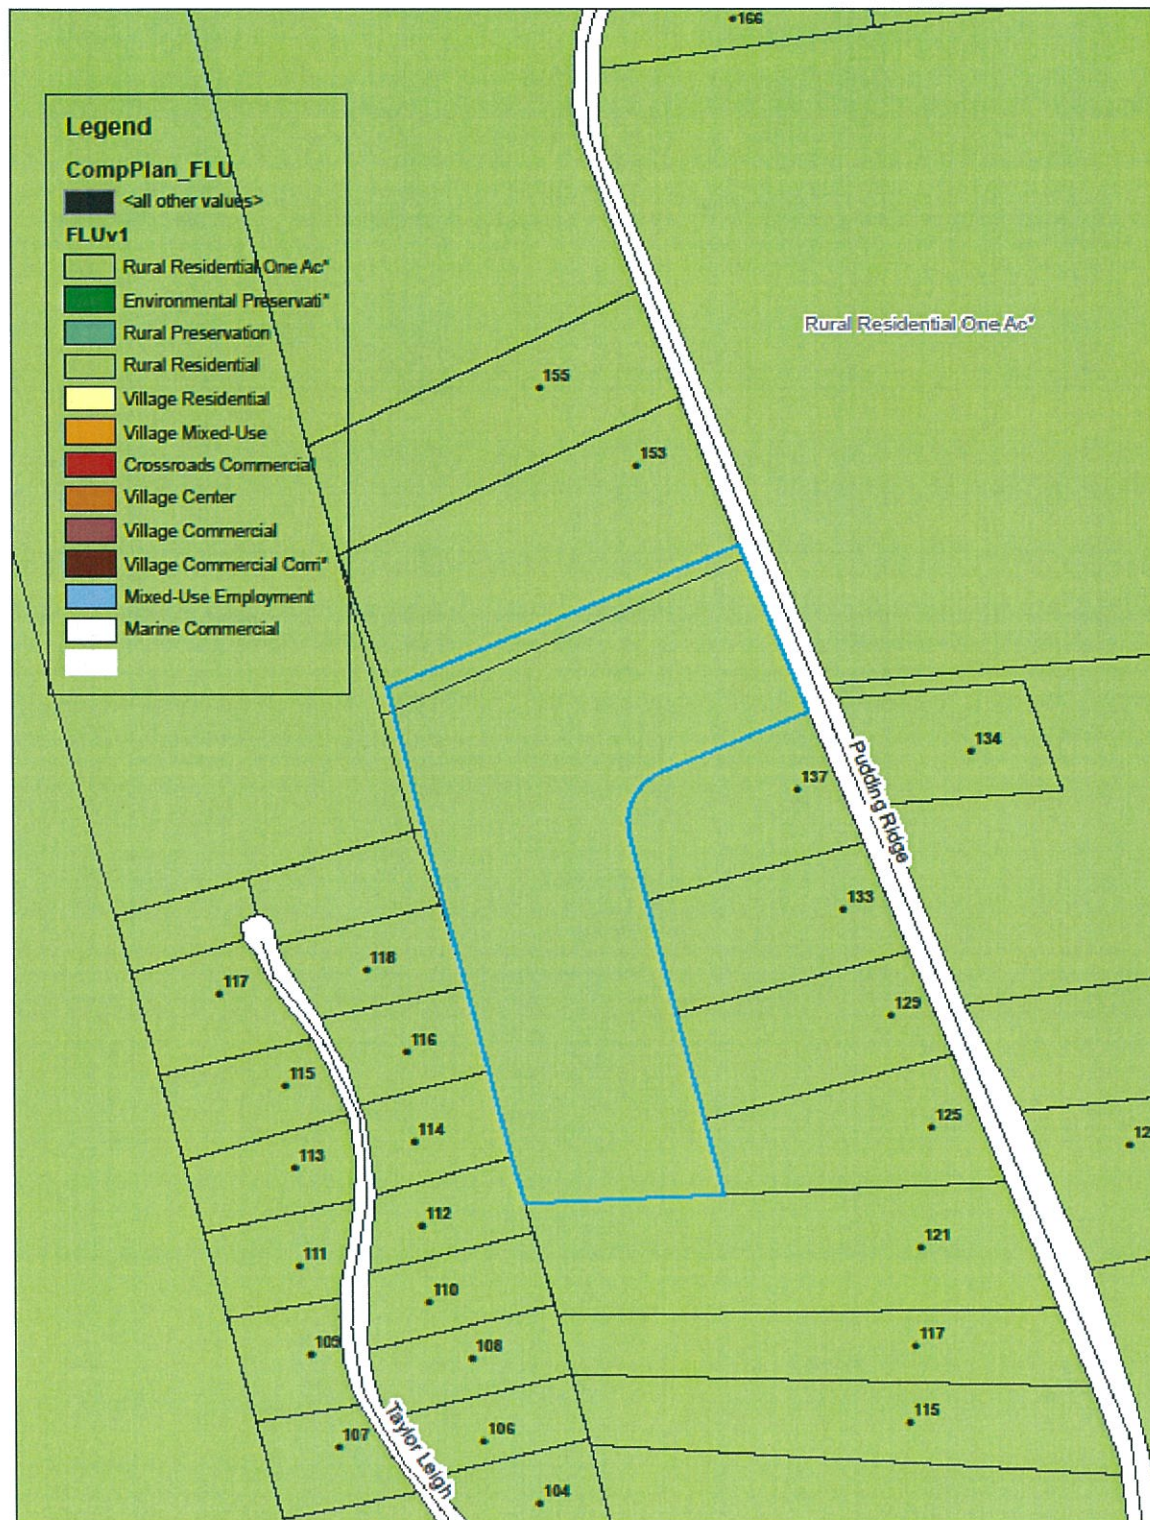 166
Legend
CompPlan_FLU
<all other values>
FLUv1
Rural Residential One Ac*
Environmental Preservati*
Rural Preservation
Rural Residential
Village Residential
Village Mixed-Use
Crossroads Commercial
Village Center
Village Commercial
Village Commercial Corri*
Mixed-Use Employment
Marine Commercial
Rural Residential One Ac*
155
153
134
137
Pudding Ridge
133
118
117
129
116
115
125
12
114
113
112
121
111
110
109
108
117
115
107
106
Taylor Leigh
104